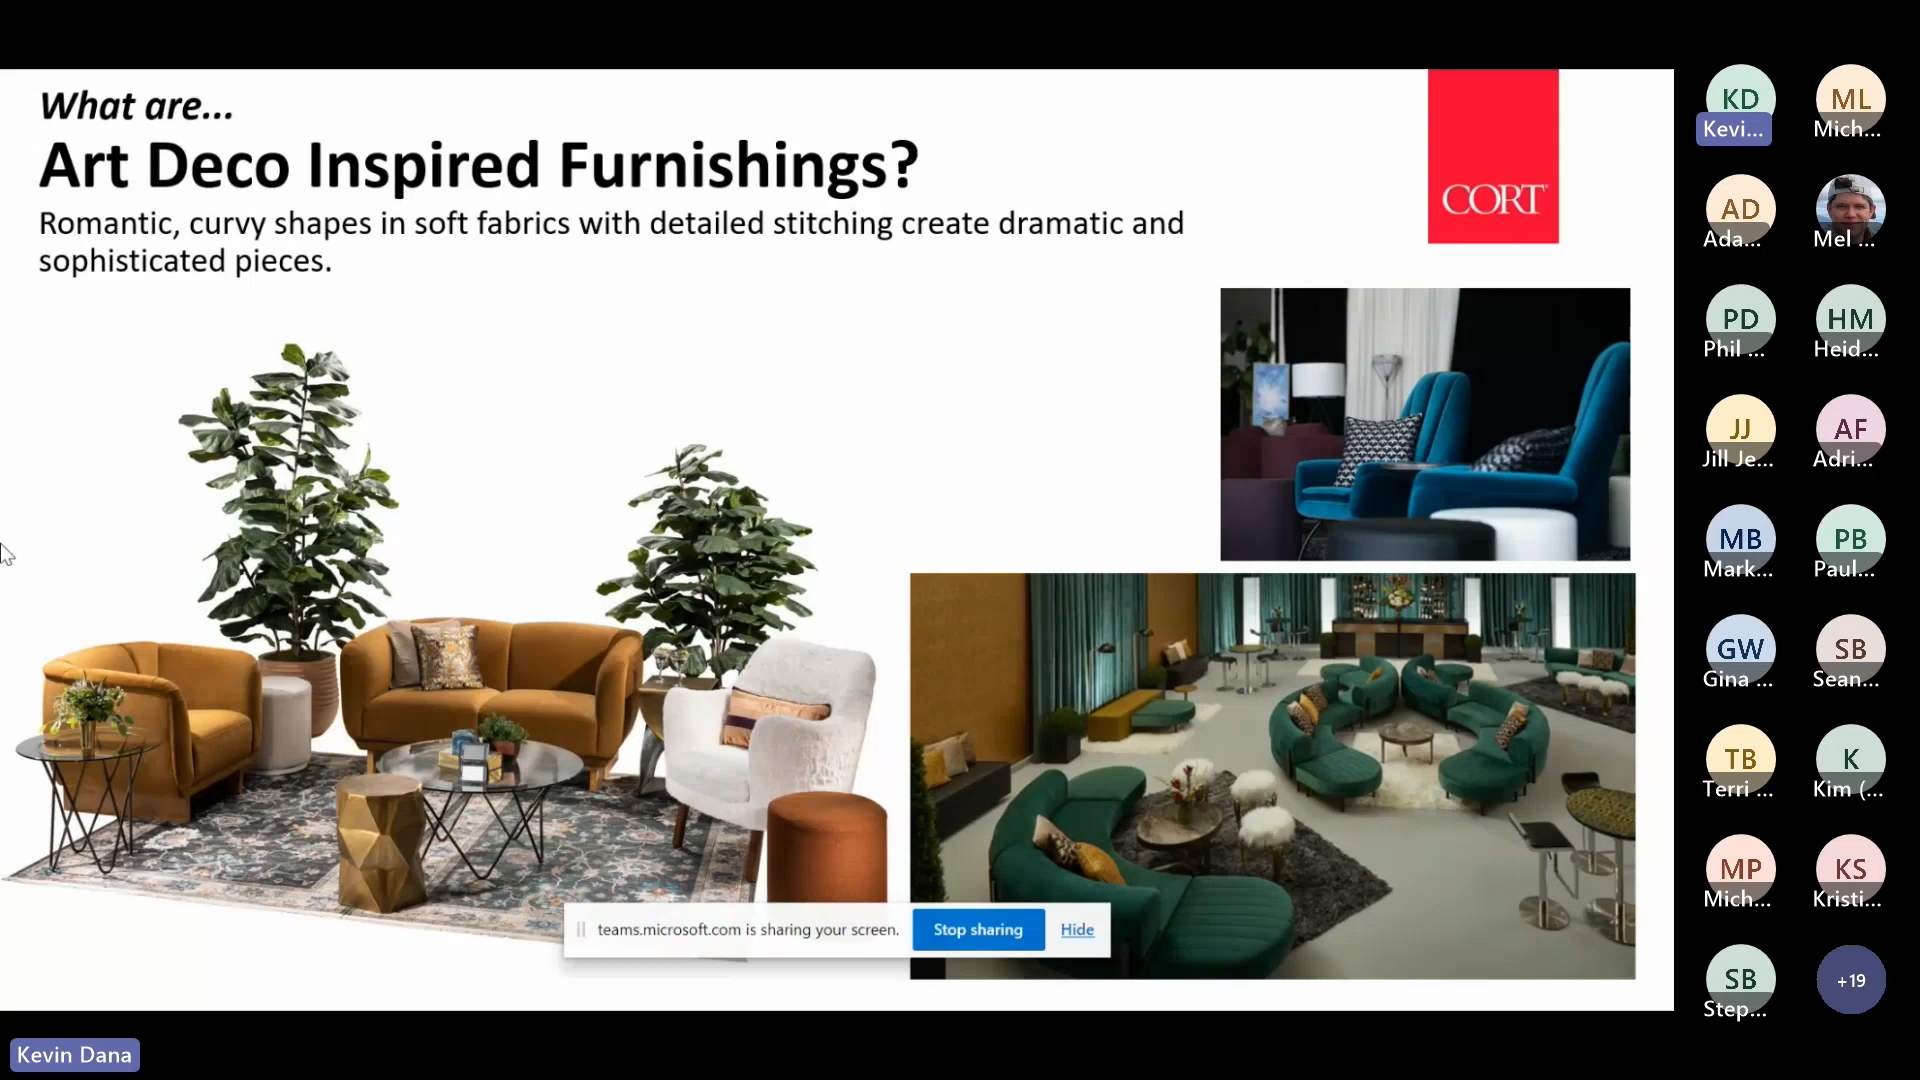 What are...
Art Deco Inspired Furnishings?
Romantic, curvy shapes in soft fabrics with detailed stitching create dramatic and
sophisticated pieces.
CORT
teams.microsoft.com is sharing your screen.
Stop sharing
Hide
Kevin Dana
KD
Kevi...
ML
Mich...
AD
Ada...
Mel ...
PD
Phil ...
HM
Heid...
JJ
Jill Je...
AF
Adri...
MB
Mark...
PB
Paul...
GW
Gina ...
SB
Sean...
TB
Terri ...
K
Kim (...
MP
Mich...
KS
Kristi...
SB
Step...
+19